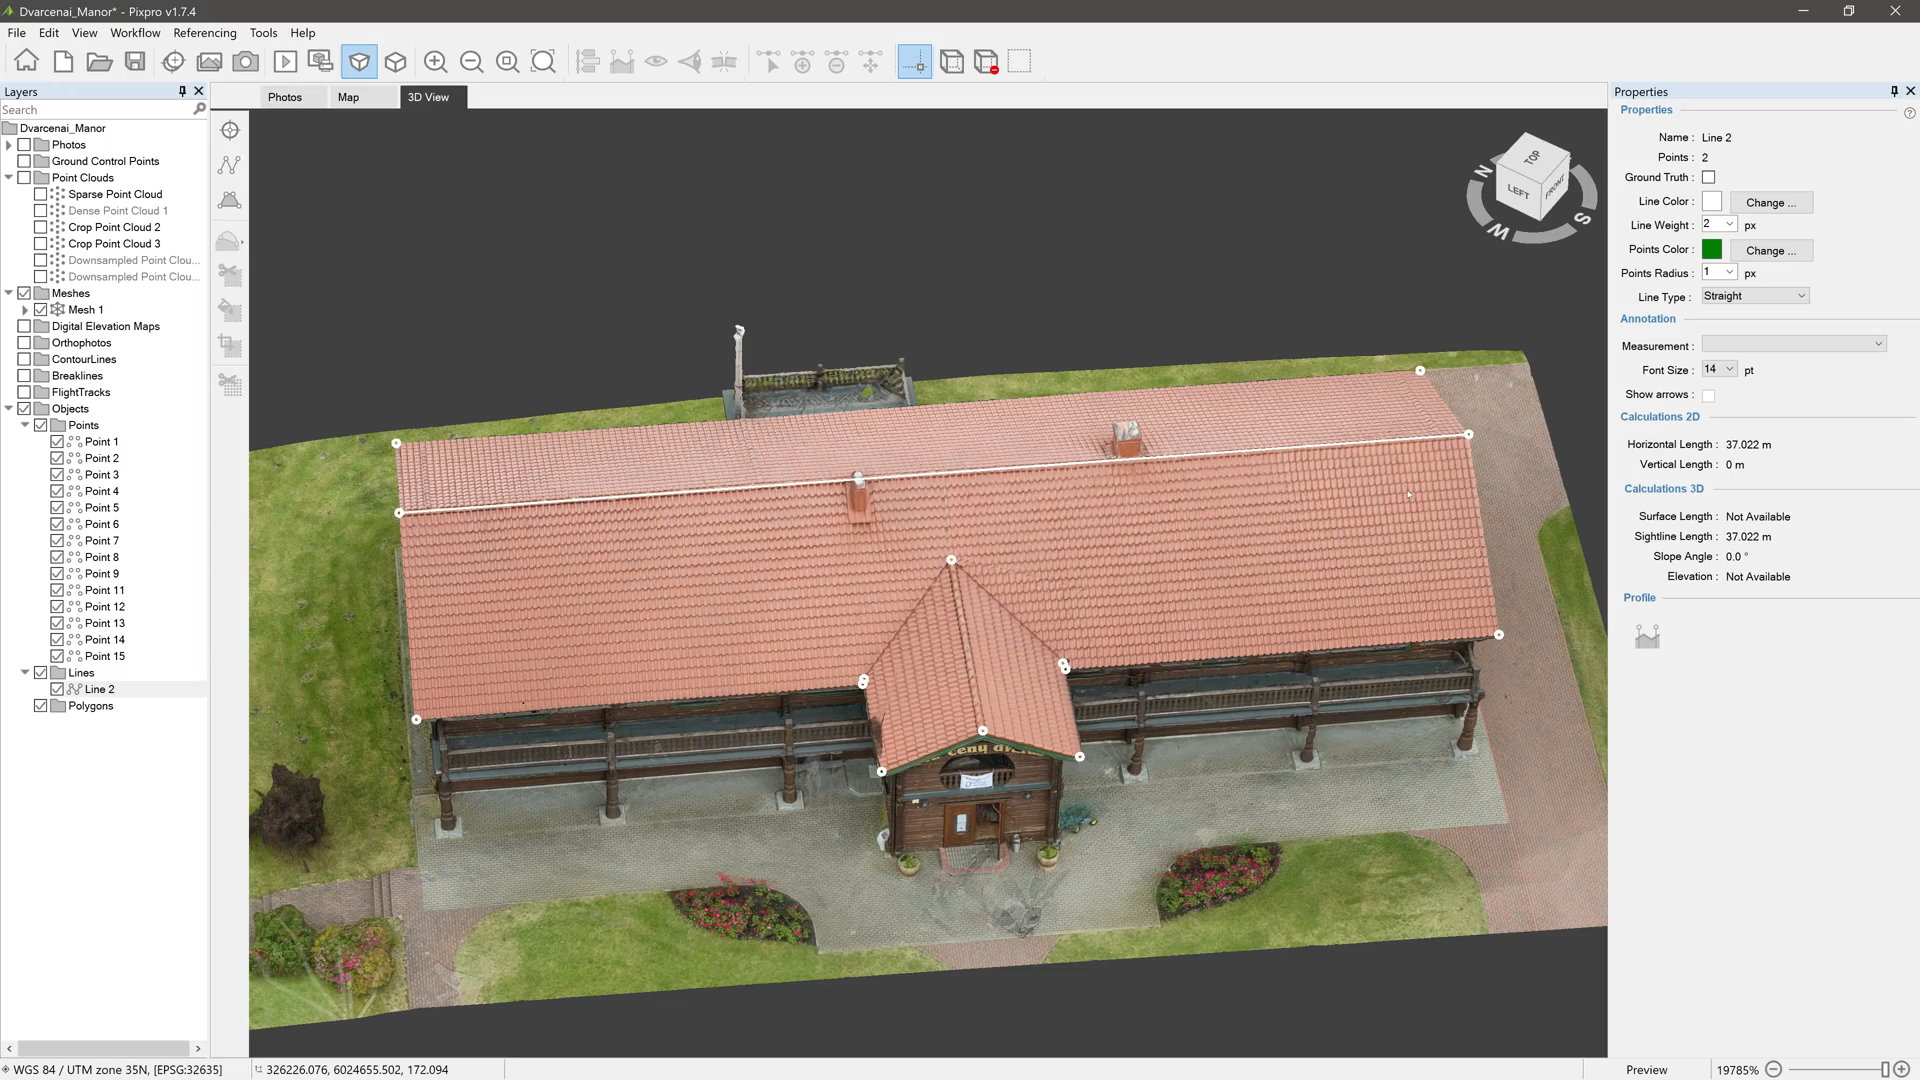 Dvarcenai_Manor* - Pixpro v1.7.4
File Edit View Workflow Referencing Tools Help
Layers
Search
Dvarcenai_Manor
Photos
Ground Control Points
Point Clouds
Sparse Point Cloud
Dense Point Cloud 1
Crop Point Cloud 2
Crop Point Cloud 3
Downsampled Point Clou...
Downsampled Point Clou...
Meshes
Mesh 1
Digital Elevation Maps
Orthophotos
ContourLines
Breaklines
FlightTracks
Objects
Points
Point 1
Point 2
Point 3
Point 4
Point 5
Point 6
Point 7
Point 8
Point 9
Point 11
Point 12
Point 13
Point 14
Point 15
Lines
Line 2
Polygons
Photos Map 3D View
TOP
LEFT FRONT
N
S
W
Properties
Properties
Name : Line 2
Points : 2
Ground Truth :
Line Color : Change ...
Line Weight : 2 px
Points Color : Change ...
Points Radius : 1 px
Line Type : Straight
Annotation
Measurement :
Font Size : 14 pt
Show arrows :
Calculations 2D
Horizontal Length : 37.022 m
Vertical Length : 0 m
Calculations 3D
Surface Length : Not Available
Sightline Length : 37.022 m
Slope Angle : 0.0 °
Elevation : Not Available
Profile
WGS 84 / UTM zone 35N, [EPSG:32635] 326226.076, 6024655.502, 172.094 Preview 19785%